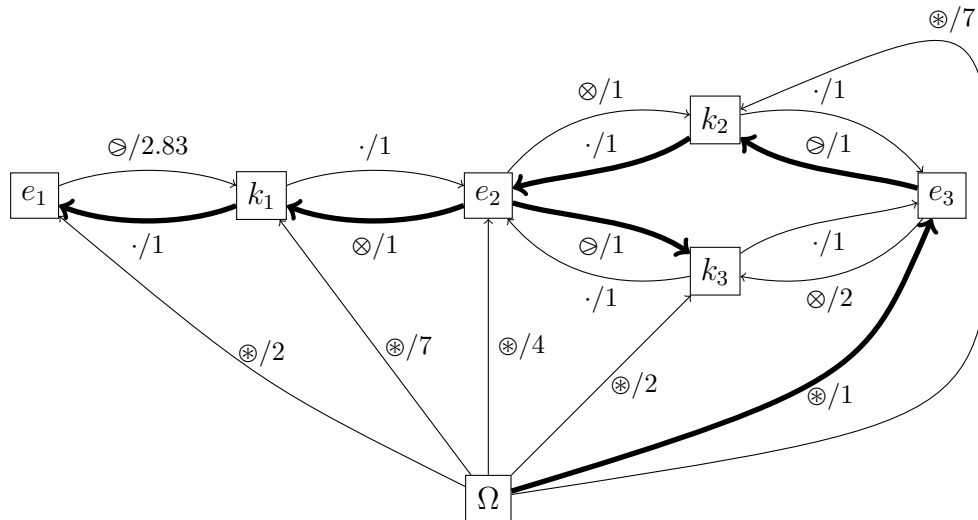 ⊛/7
⊗/1
·/1
k₂
⧁/2.83
·/1
·/1
⧁/1
e₁
k₁
e₂
e₃
·/1
⊗/1
⧁/1
·/1
k₃
·/1
⊗/2
⊛/2
⊛/7
⊛/4
⊛/2
⊛/1
Ω